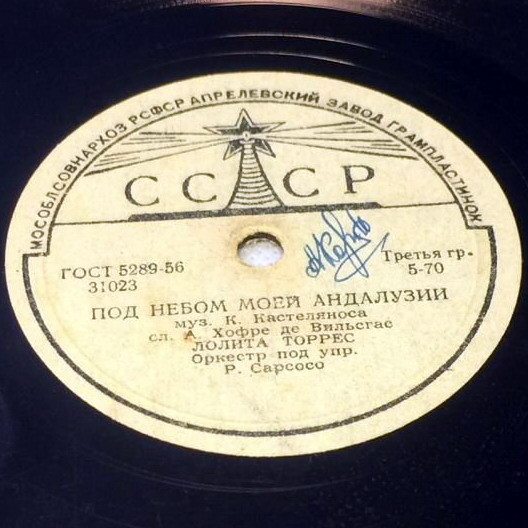 МОСОБЛСОВНАРХОЗ РСФСР АПРЕЛЕВСКИЙ ЗАВОД ГРАМПЛАСТИНОК
СССР
ГОСТ 5289-56
31023
Третья гр.
5-70
ПОД НЕБОМ МОЕЙ АНДАЛУЗИИ
муз. К. Кастеляноса
сл. А. Хофре де Вильегас
ЛОЛИТА ТОРРЕС
Оркестр под упр.
Р. Сарсосо